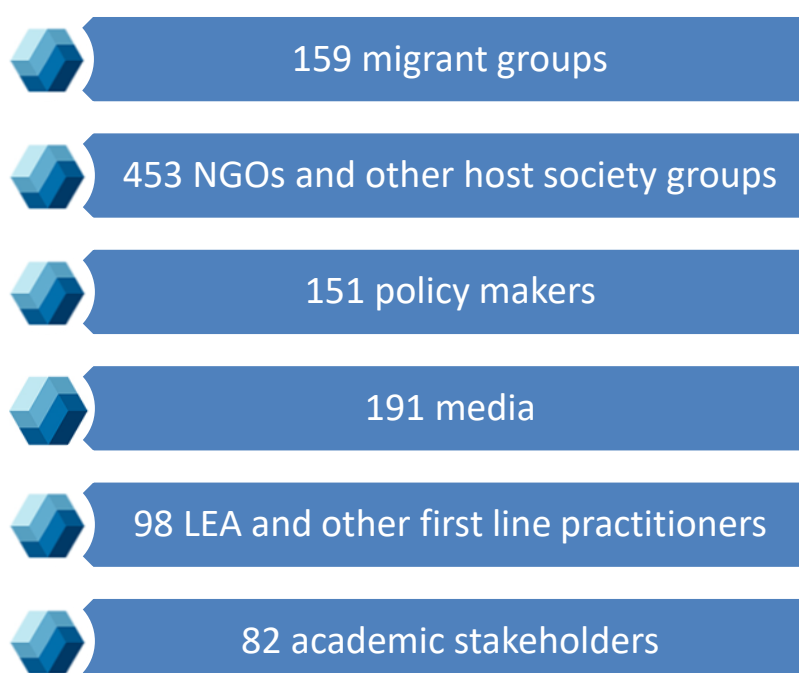 159 migrant groups
453 NGOs and other host society groups
151 policy makers
191 media
98 LEA and other first line practitioners
82 academic stakeholders